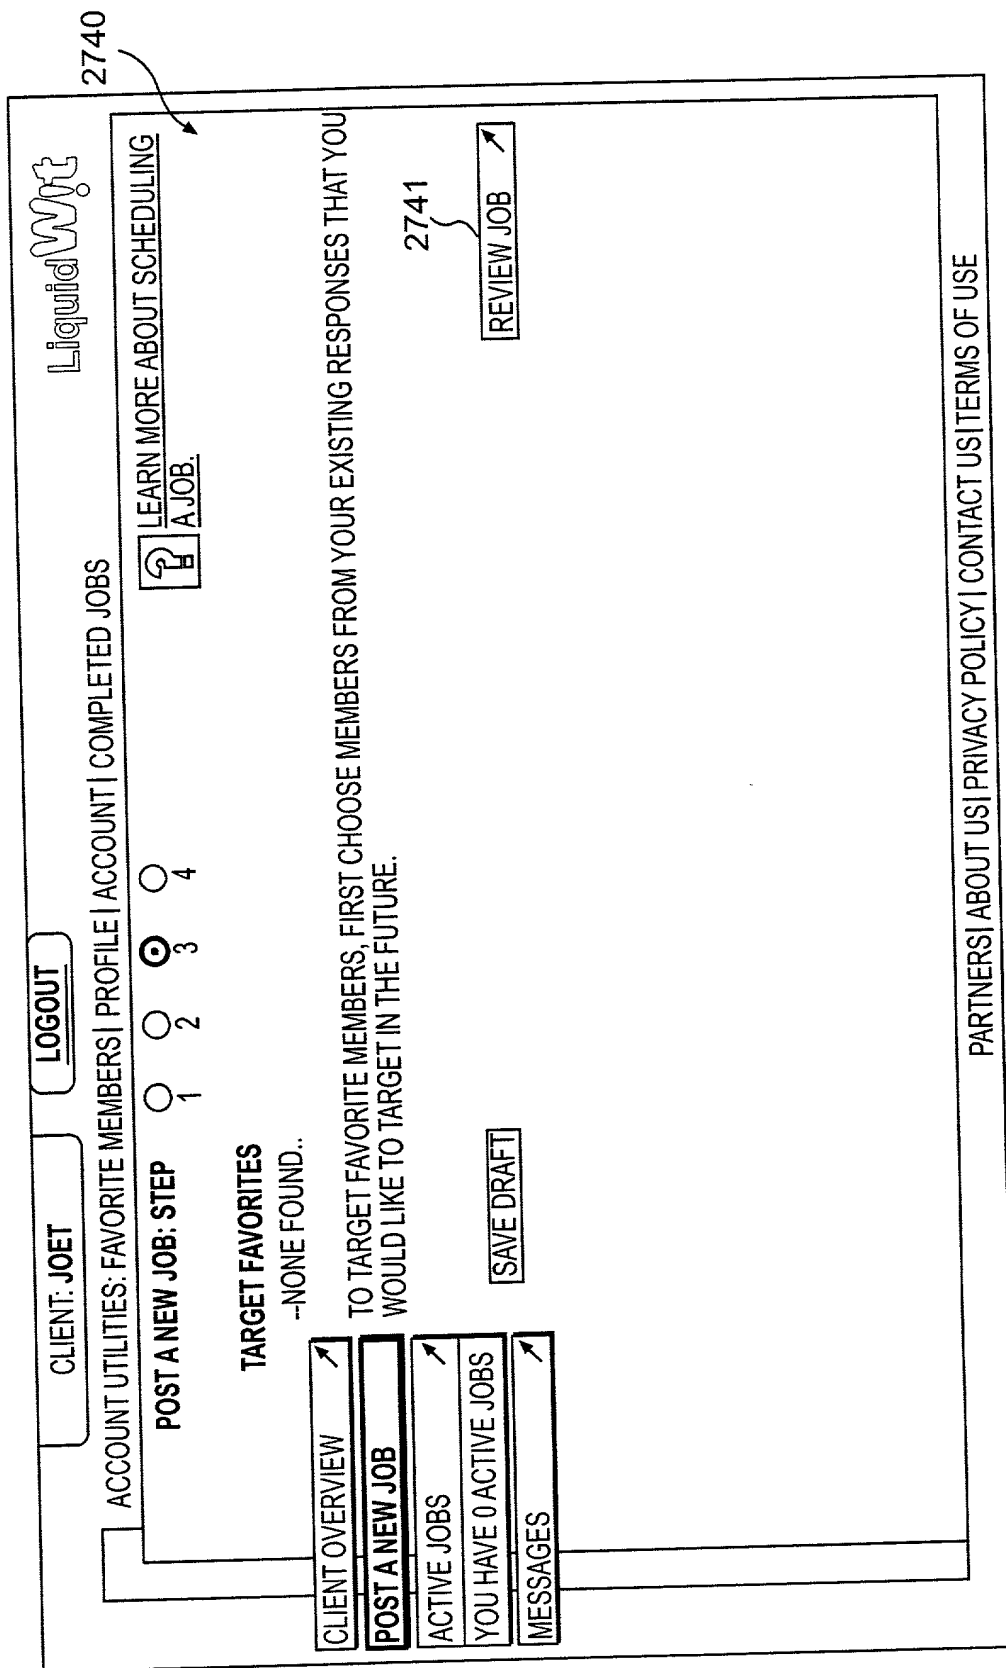 2740
CLIENT: JOET
LOGOUT
LiquidWit
ACCOUNT UTILITIES: FAVORITE MEMBERS| PROFILE| ACCOUNT| COMPLETED JOBS
POST A NEW JOB: STEP
1
2
3
4
? LEARN MORE ABOUT SCHEDULING
A JOB.
TARGET FAVORITES
--NONE FOUND..
TO TARGET FAVORITE MEMBERS, FIRST CHOOSE MEMBERS FROM YOUR EXISTING RESPONSES THAT YOU
WOULD LIKE TO TARGET IN THE FUTURE.
CLIENT OVERVIEW
POST A NEW JOB
ACTIVE JOBS
YOU HAVE 0 ACTIVE JOBS
MESSAGES
SAVE DRAFT
2741
REVIEW JOB
PARTNERS| ABOUT US| PRIVACY POLICY| CONTACT US|TERMS OF USE